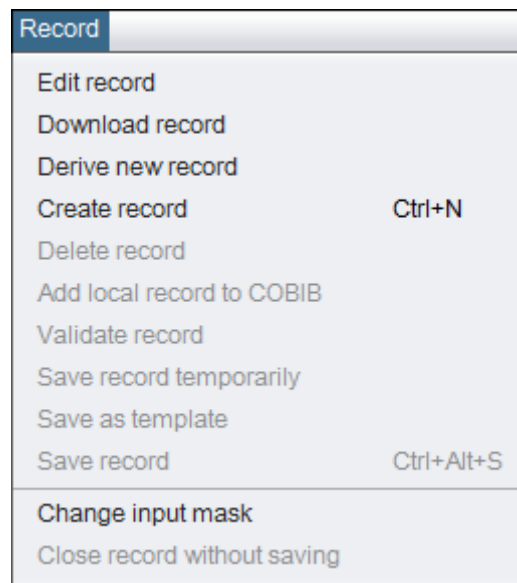 Record
Edit record
Download record
Derive new record
Create record Ctrl+N
Delete record
Add local record to COBIB
Validate record
Save record temporarily
Save as template
Save record Ctrl+Alt+S
Change input mask
Close record without saving